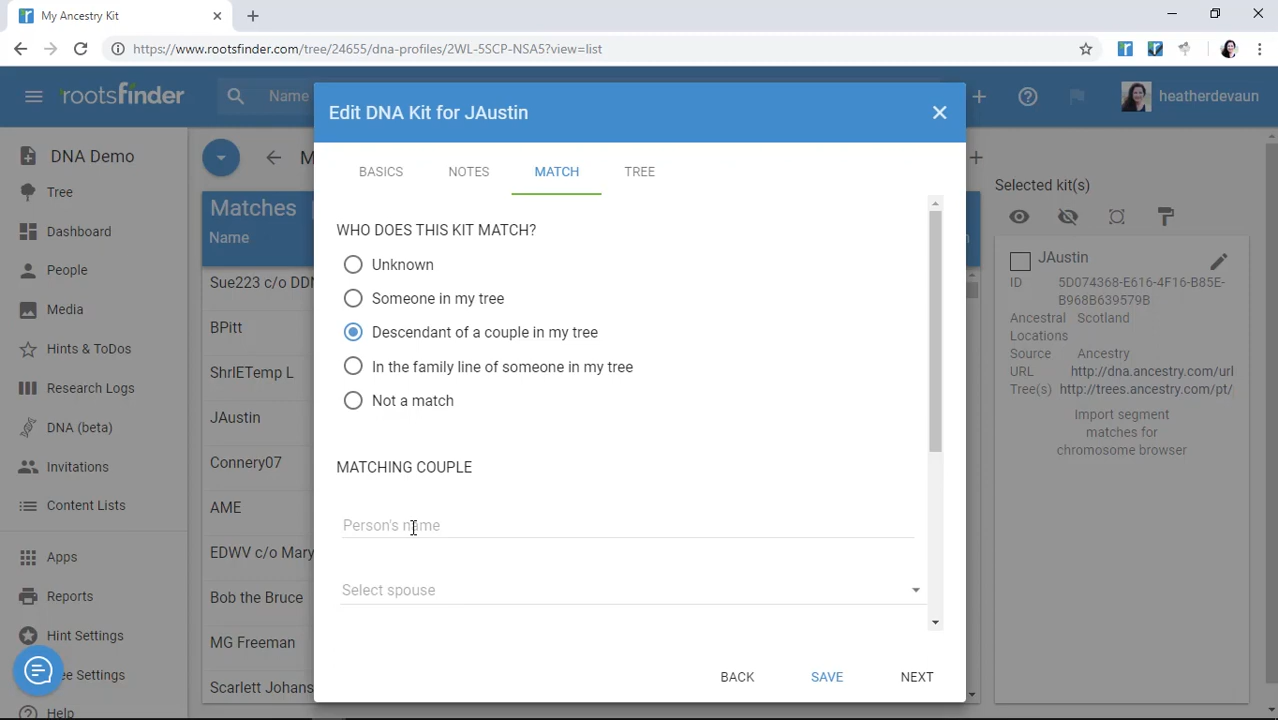 My Ancestry Kit
https://www.rootsfinder.com/tree/24655/dna-profiles/2WL-5SCP-NSA5?view=list
rootsfinder
Name
heatherdevaun
DNA Demo
Tree
Dashboard
People
Media
Hints & ToDos
Research Logs
DNA (beta)
Invitations
Content Lists
Apps
Reports
Hint Settings
ee Settings
Help
M
Matches
Name
Sue223 c/o DDN
BPitt
ShrlETemp L
JAustin
Connery07
AME
EDWV c/o Mary
Bob the Bruce
MG Freeman
Scarlett Johans
Edit DNA Kit for JAustin
BASICS NOTES MATCH TREE
WHO DOES THIS KIT MATCH?
Unknown
Someone in my tree
Descendant of a couple in my tree
In the family line of someone in my tree
Not a match
MATCHING COUPLE
Person's name
Select spouse
BACK SAVE NEXT
Selected kit(s)
JAustin
ID 5D074368-E616-4F16-B85E-
B968B639579B
Ancestral Scotland
Locations
Source Ancestry
URL http://dna.ancestry.com/url
Tree(s) http://trees.ancestry.com/pt/
Import segment
matches for
chromosome browser